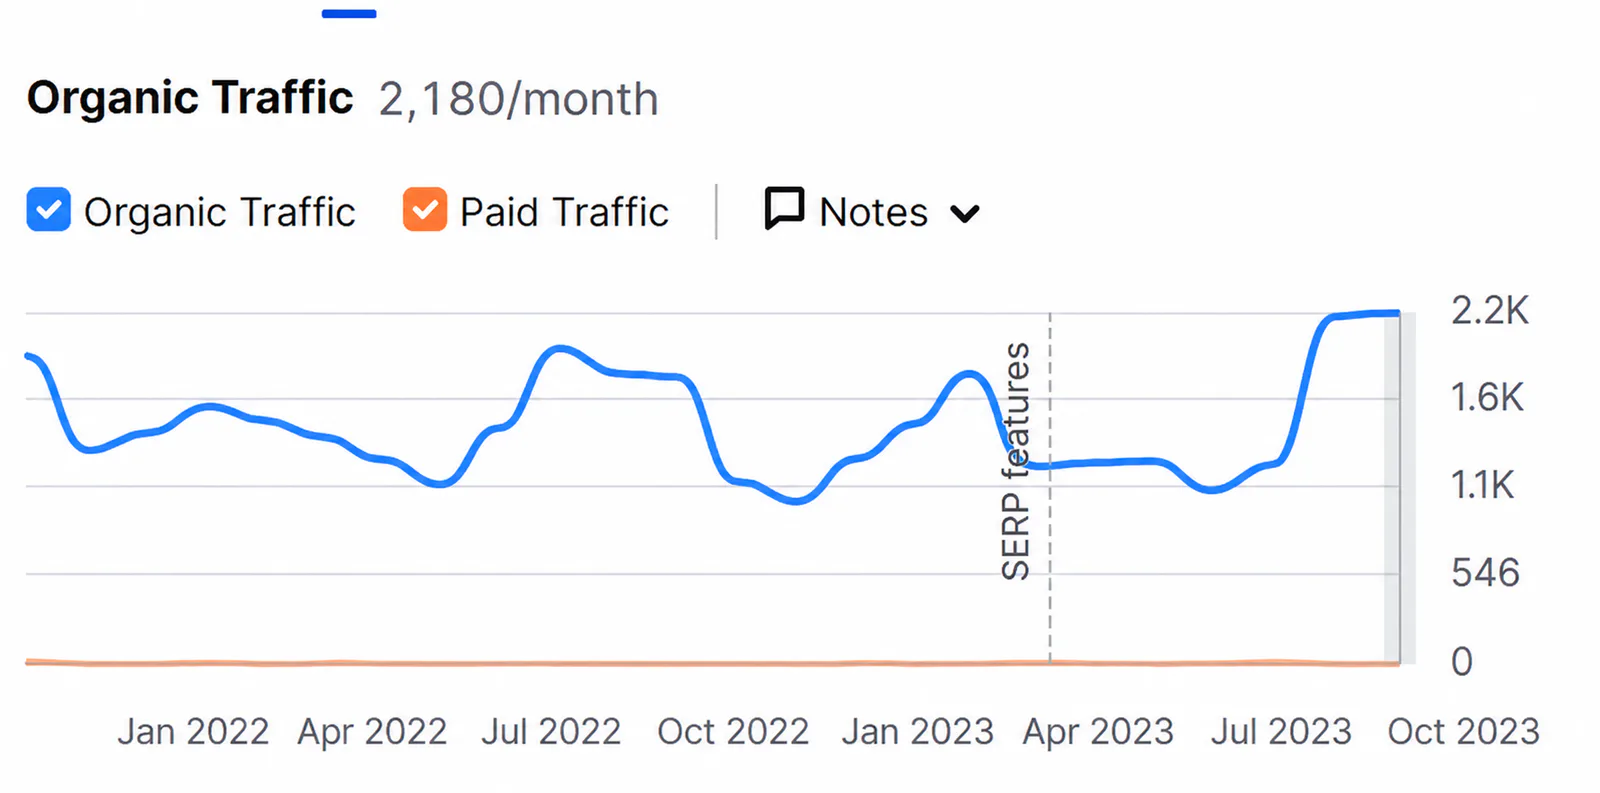 Organic Traffic 2,180/month
Organic Traffic Paid Traffic Notes
2.2K
1.6K
1.1K
546
0
SERP features
Jan 2022 Apr 2022 Jul 2022 Oct 2022 Jan 2023 Apr 2023 Jul 2023 Oct 2023